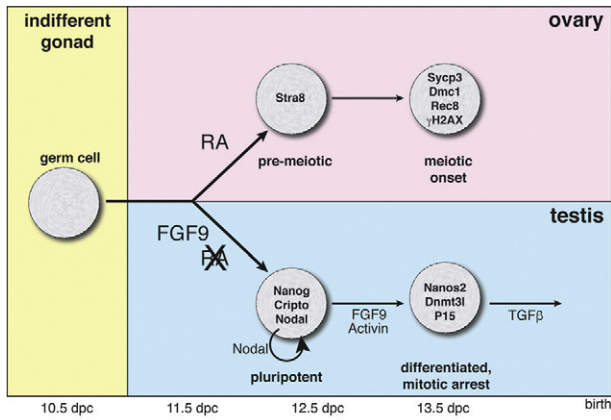 indifferent
gonad
ovary
Stra8
Sycp3
Dmc1
Rec8
γH2AX
RA
pre-meiotic
meiotic
onset
germ cell
testis
FGF9
RA
Nanog
Cripto
Nodal
Nanos2
Dnmt3l
P15
FGF9
Activin
TGFβ
Nodal
pluripotent
differentiated,
mitotic arrest
10.5 dpc
11.5 dpc
12.5 dpc
13.5 dpc
birth